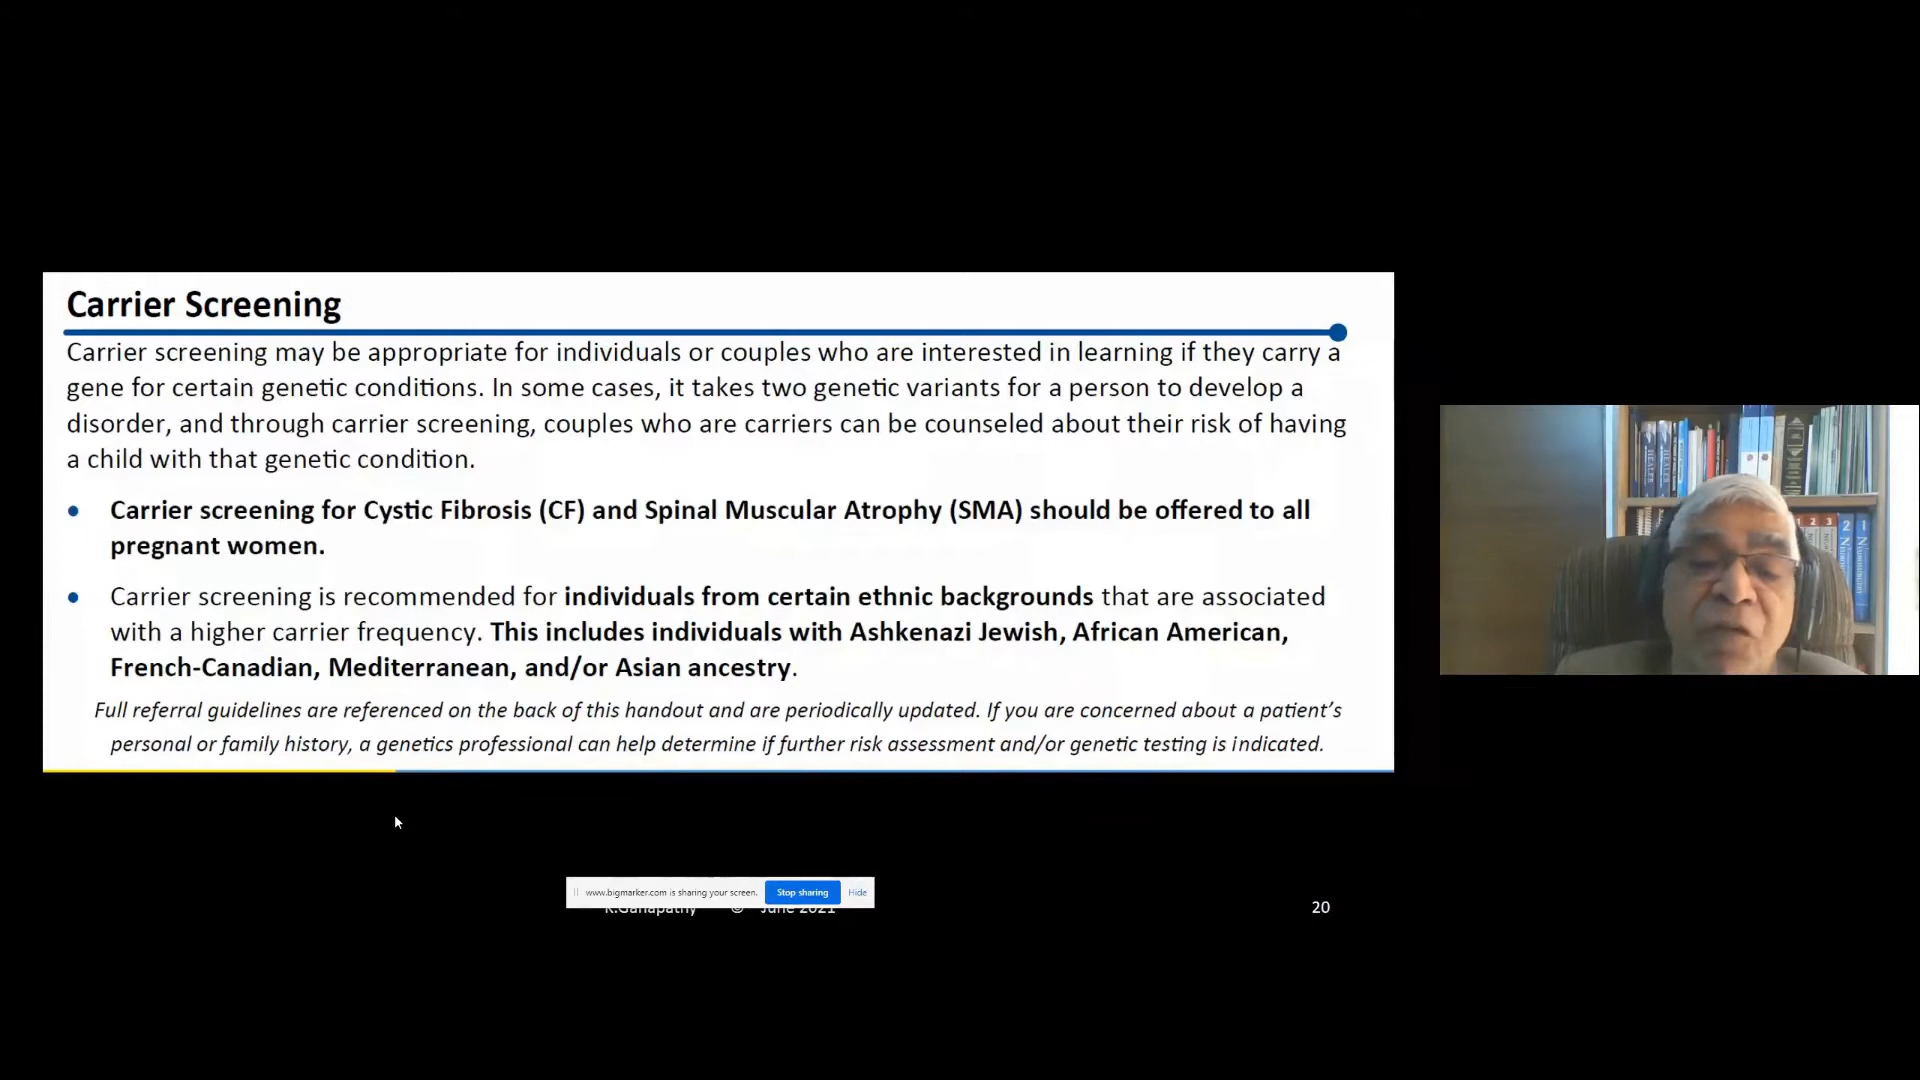 Carrier Screening
Carrier screening may be appropriate for individuals or couples who are interested in learning if they carry a
gene for certain genetic conditions. In some cases, it takes two genetic variants for a person to develop a
disorder, and through carrier screening, couples who are carriers can be counseled about their risk of having
a child with that genetic condition.
• Carrier screening for Cystic Fibrosis (CF) and Spinal Muscular Atrophy (SMA) should be offered to all
pregnant women.
• Carrier screening is recommended for individuals from certain ethnic backgrounds that are associated
with a higher carrier frequency. This includes individuals with Ashkenazi Jewish, African American,
French-Canadian, Mediterranean, and/or Asian ancestry.
Full referral guidelines are referenced on the back of this handout and are periodically updated. If you are concerned about a patient's
personal or family history, a genetics professional can help determine if further risk assessment and/or genetic testing is indicated.
www.bigmarker.com is sharing your screen. Stop sharing Hide
K.Ganapathy © June 2021 20